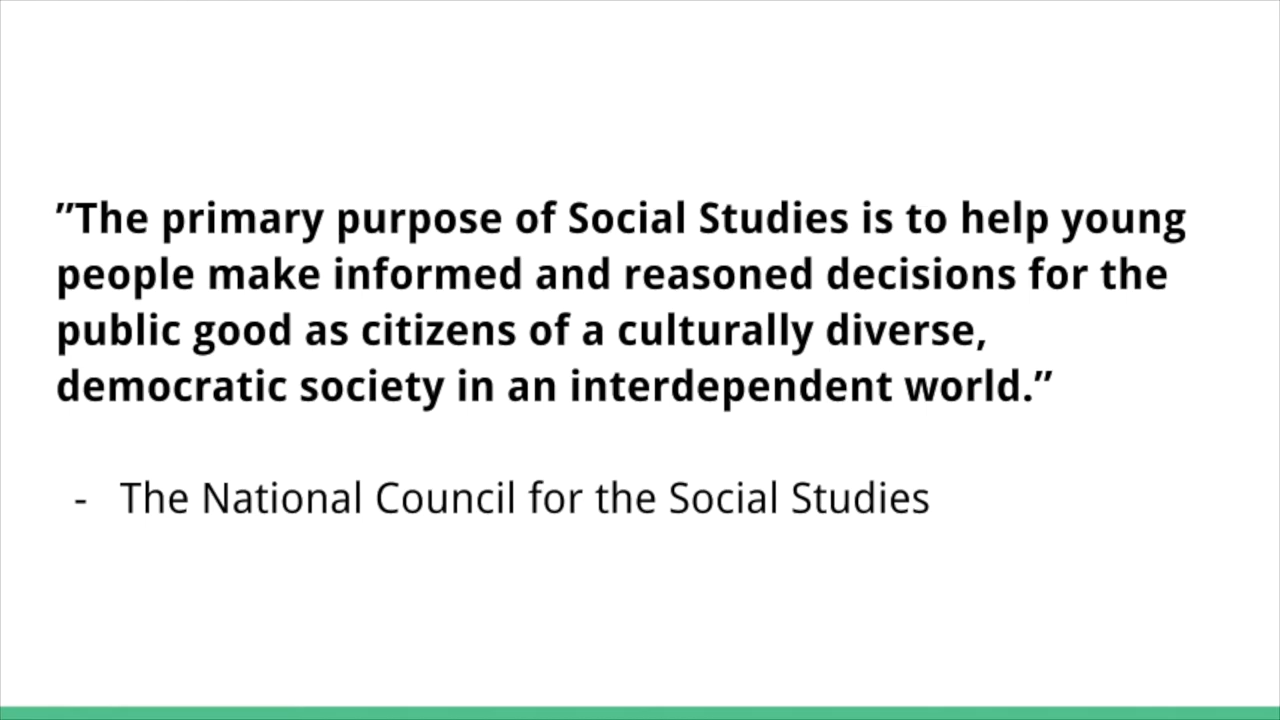 ”The primary purpose of Social Studies is to help young
people make informed and reasoned decisions for the
public good as citizens of a culturally diverse,
democratic society in an interdependent world.”
- The National Council for the Social Studies